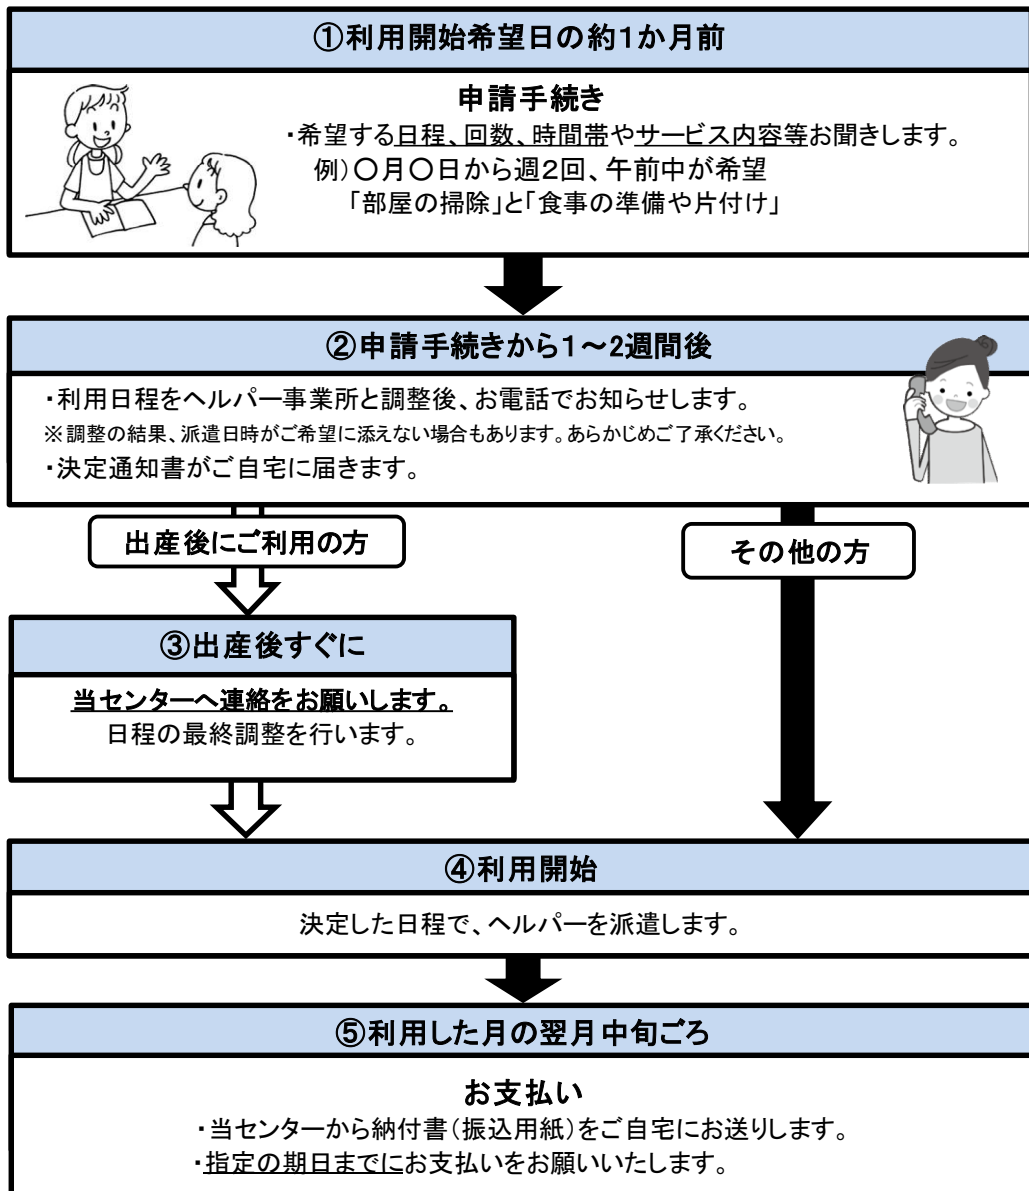 ①利用開始希望日の約1か月前
申請手続き
・希望する日程、回数、時間帯やサービス内容等お聞きします。
例)〇月〇日から週2回、午前中が希望
「部屋の掃除」と「食事の準備や片付け」
②申請手続きから1～2週間後
・利用日程をヘルパー事業所と調整後、お電話でお知らせします。
※調整の結果、派遣日時がご希望に添えない場合もあります。あらかじめご了承ください。
・決定通知書がご自宅に届きます。
出産後にご利用の方
その他の方
③出産後すぐに
当センターへ連絡をお願いします。
日程の最終調整を行います。
④利用開始
決定した日程で、ヘルパーを派遣します。
⑤利用した月の翌月中旬ごろ
お支払い
・当センターから納付書(振込用紙)をご自宅にお送りします。
・指定の期日までにお支払いをお願いいたします。